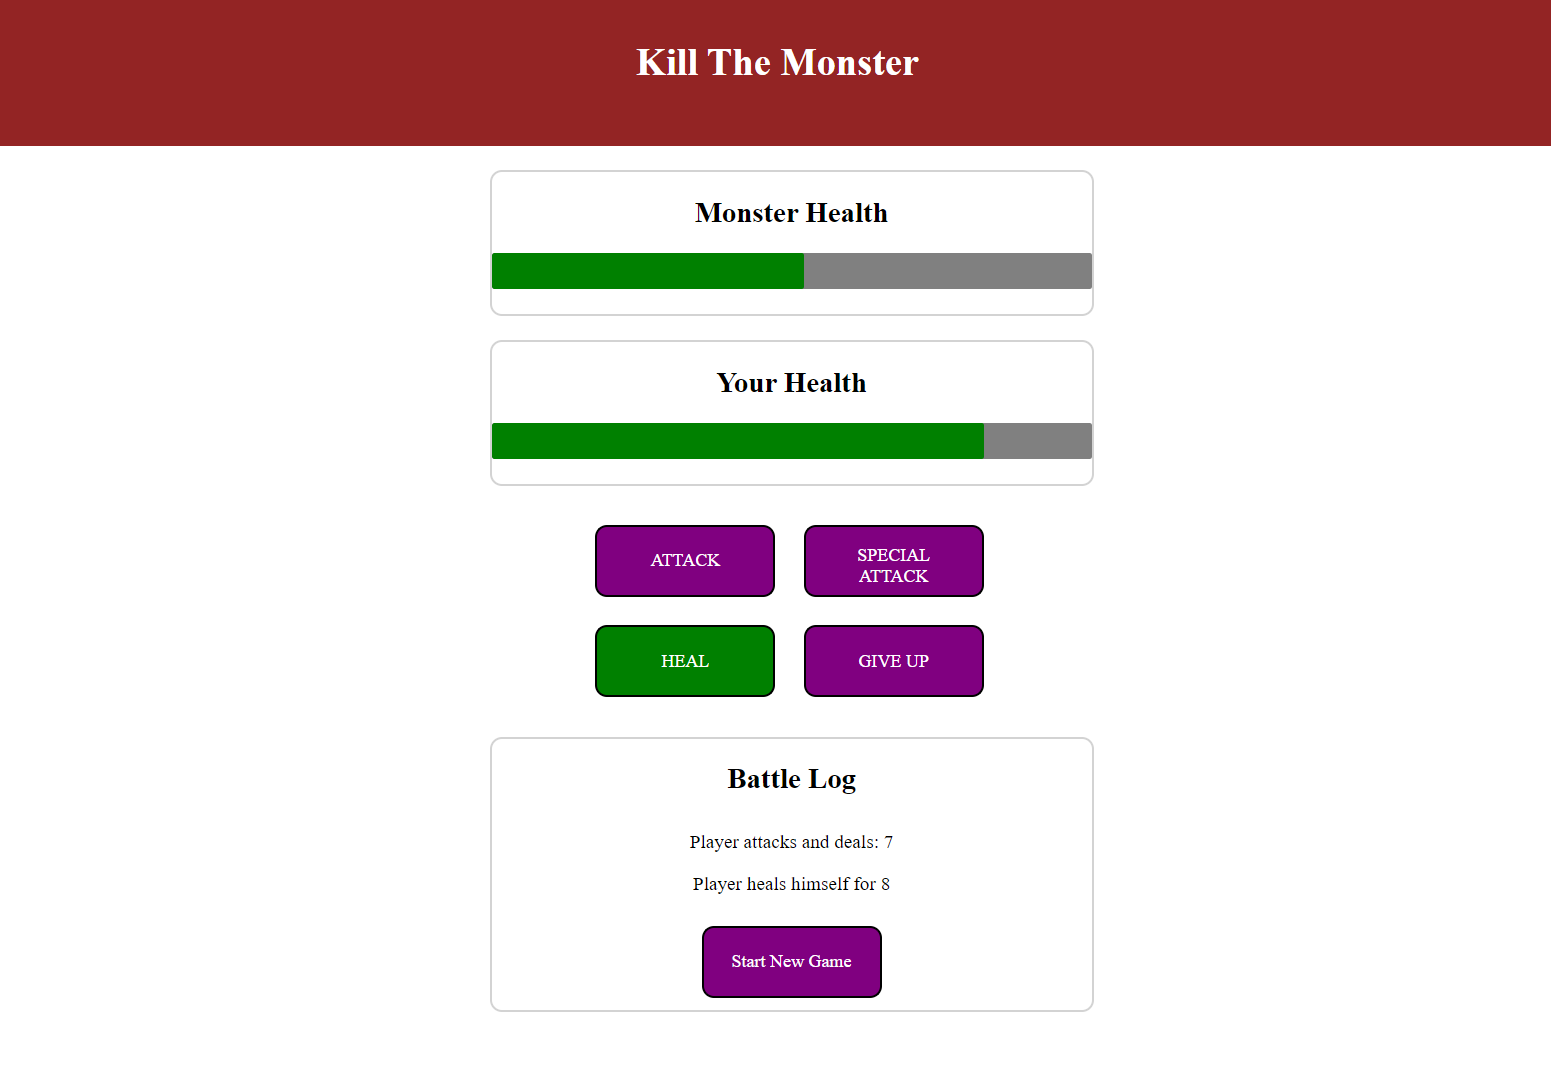 Kill The Monster
Monster Health
Your Health
ATTACK
SPECIAL
ATTACK
HEAL
GIVE UP
Battle Log
Player attacks and deals: 7
Player heals himself for 8
Start New Game